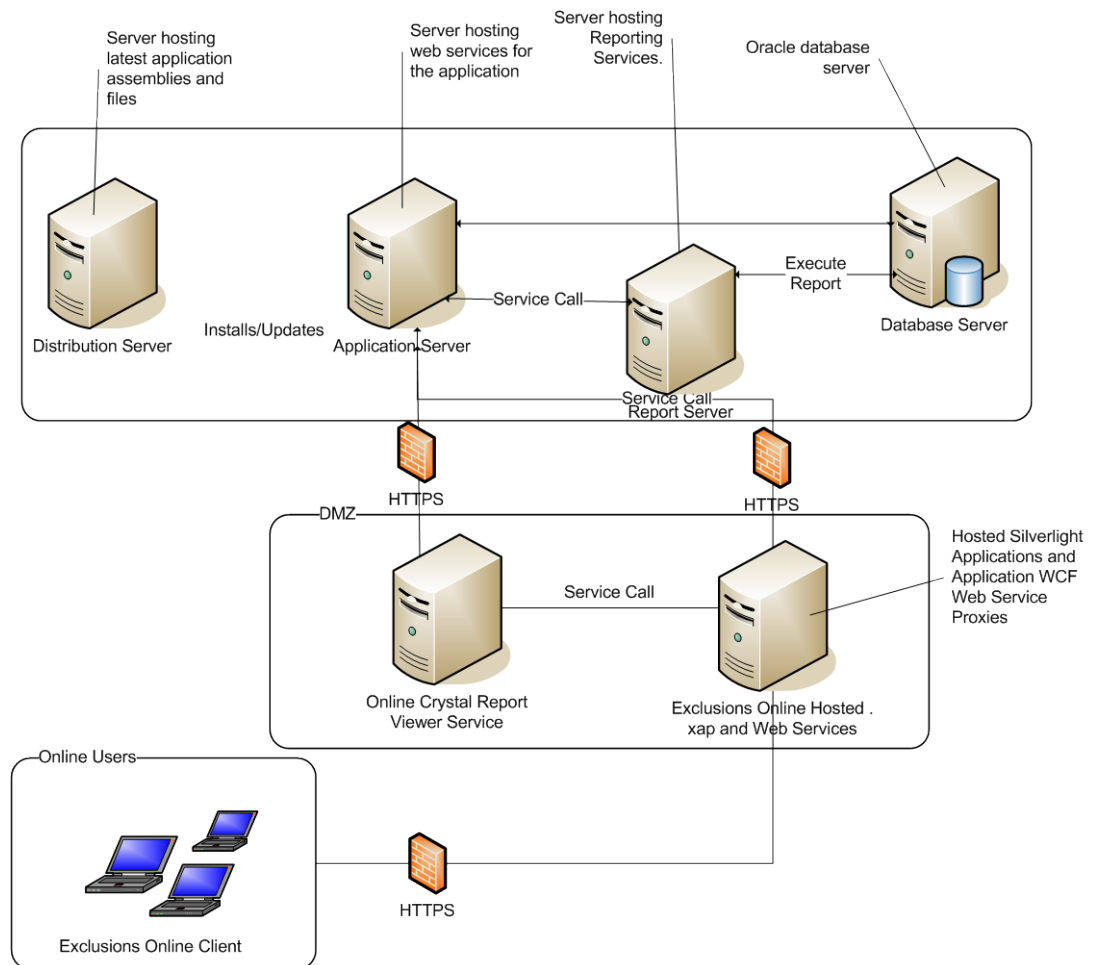 Server hosting
latest application
assemblies and
files
Server hosting
web services for
the application
Server hosting
Reporting
Services.
Oracle database
server
Execute
Report
Service Call
Installs/Updates
Distribution Server
Application Server
Database Server
Service Call
Report Server
HTTPS
HTTPS
DMZ
Service Call
Hosted Silverlight
Applications and
Application WCF
Web Service
Proxies
Online Crystal Report
Viewer Service
Exclusions Online Hosted .
xap and Web Services
Online Users
HTTPS
Exclusions Online Client